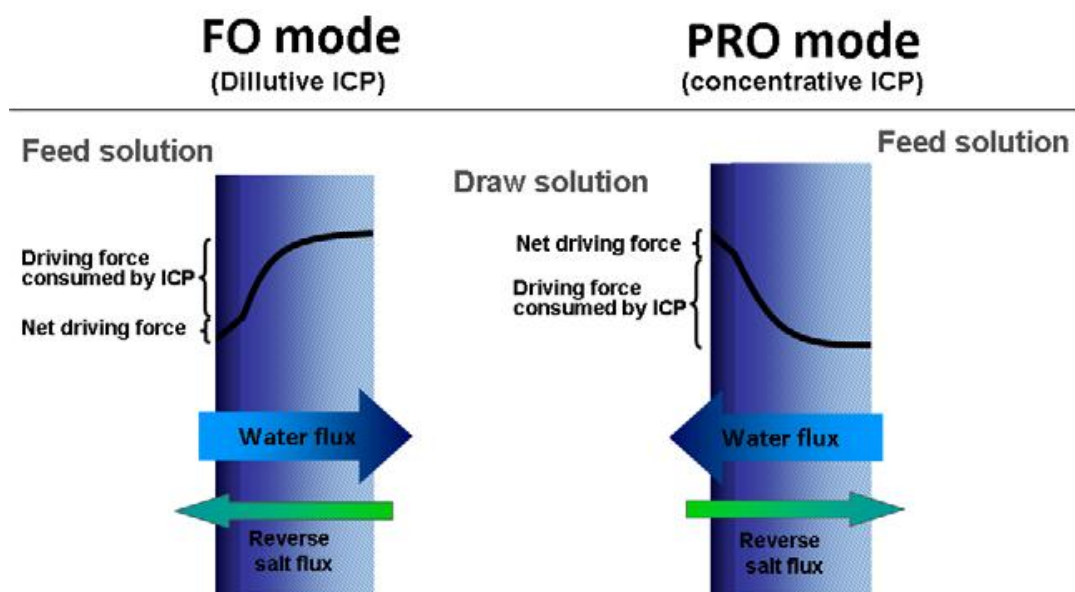 FO mode
(Dillutive ICP)
PRO mode
(concentrative ICP)
Feed solution
Driving force
consumed by ICP
Net driving force
Water flux
Reverse
salt flux
Draw solution
Feed solution
Net driving force
Driving force
consumed by ICP
Water flux
Reverse
salt flux